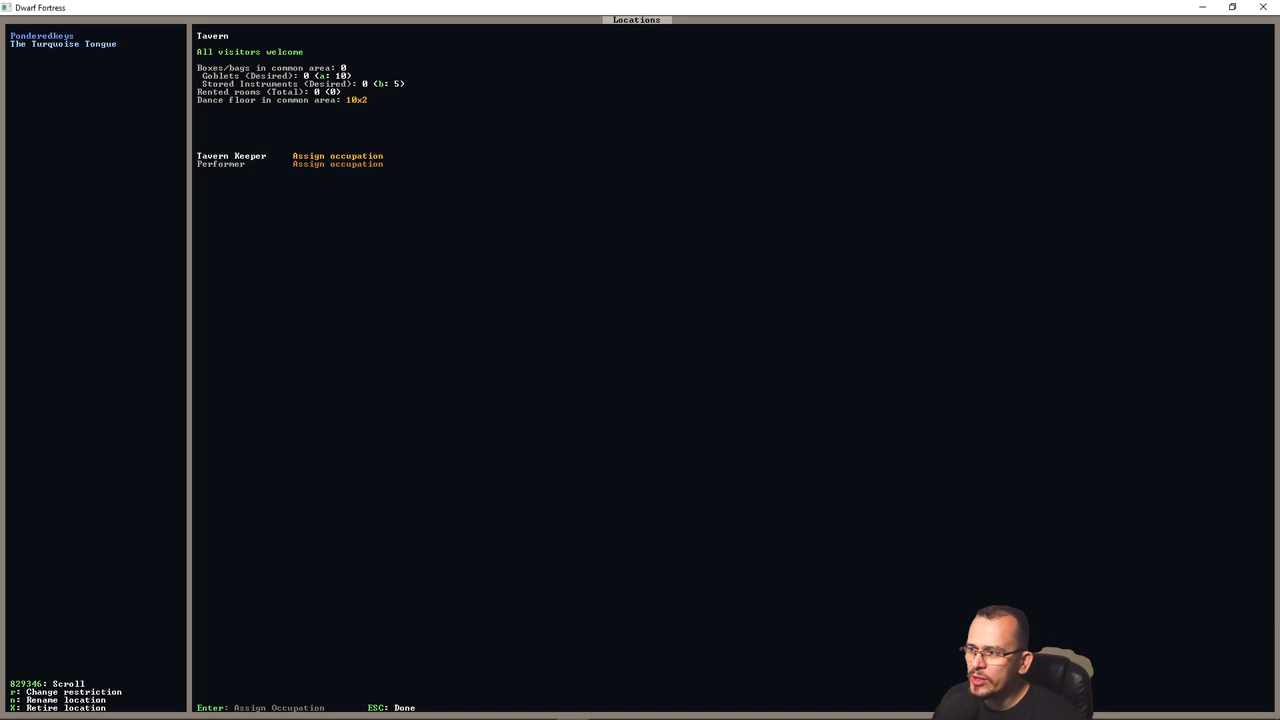 Dwarf Fortress
Locations
Ponderedkeys
The Turquoise Tongue
Tavern
All visitors welcome
Boxes/bags in common area: 0
Goblets (Desired): 0 (a: 10)
Stored Instruments (Desired): 0 (b: 5)
Rented rooms (Total): 0 (0)
Dance floor in common area: 10x2
Tavern Keeper Assign occupation
Performer Assign occupation
829346: Scroll
r: Change restriction
n: Rename location
X: Retire location
Enter: Assign Occupation ESC: Done